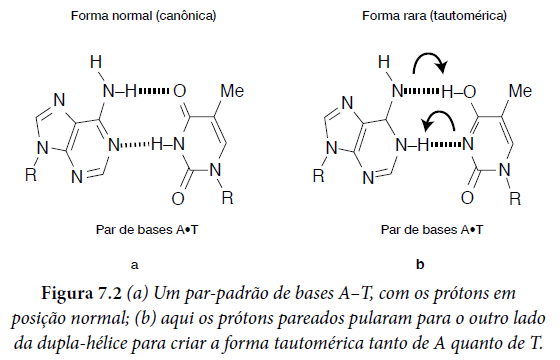 Forma normal (canônica)
Forma rara (tautomérica)
H
N H O Me
N
N N H N
R N N
O R
H
N H O Me
N
N N H N
R N N
O R
Par de bases A•T
Par de bases A•T
a
b
Figura 7.2 (a) Um par-padrão de bases A–T, com os prótons em
posição normal; (b) aqui os prótons pareados pularam para o outro lado
da dupla-hélice para criar a forma tautomérica tanto de A quanto de T.